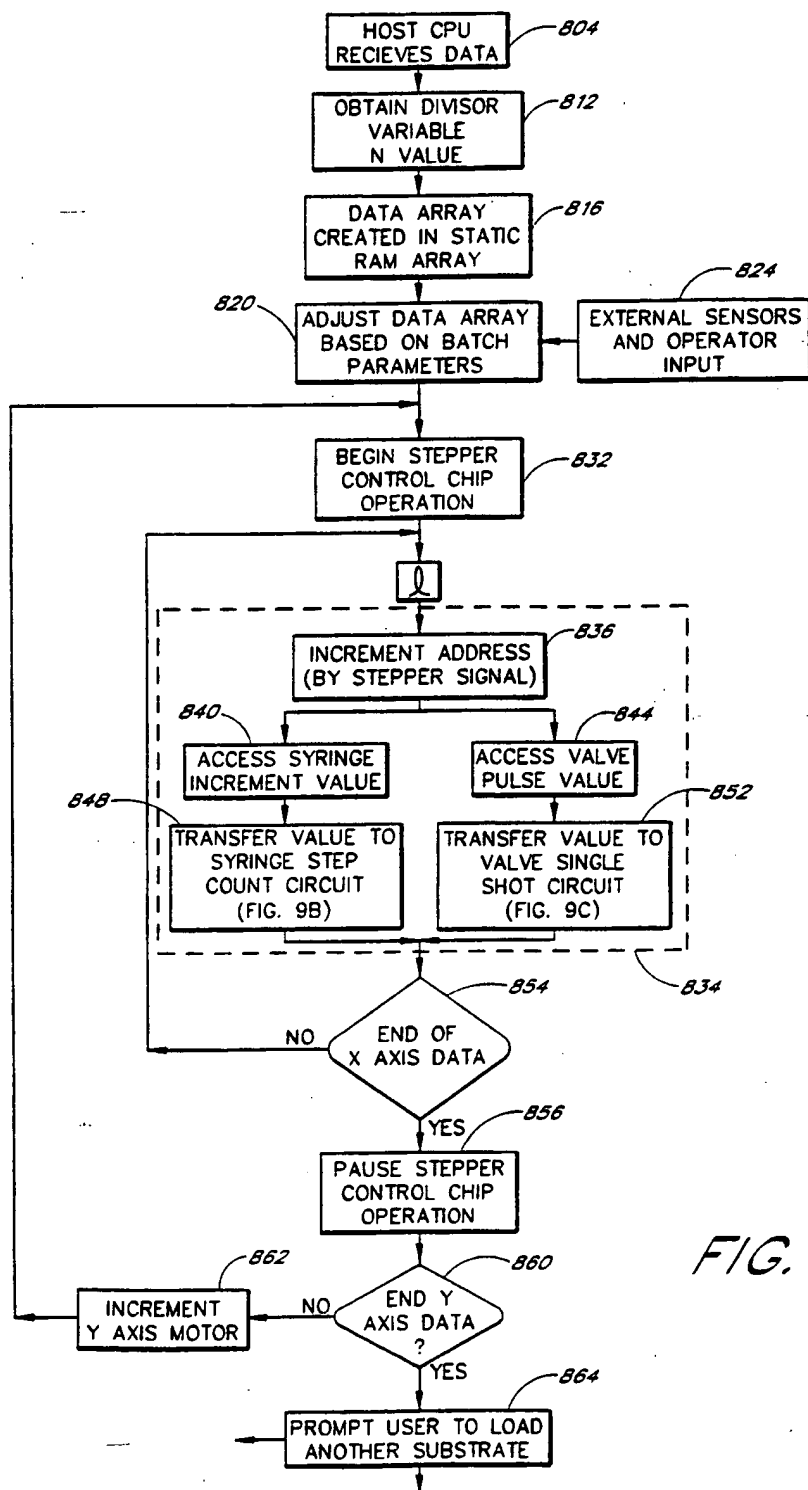 HOST CPU
RECIEVES DATA
804
OBTAIN DIVISOR
VARIABLE
N VALUE
812
DATA ARRAY
CREATED IN STATIC
RAM ARRAY
816
820
ADJUST DATA ARRAY
BASED ON BATCH
PARAMETERS
824
EXTERNAL SENSORS
AND OPERATOR
INPUT
BEGIN STEPPER
CONTROL CHIP
OPERATION
832
l
836
INCREMENT ADDRESS
(BY STEPPER SIGNAL)
840
ACCESS SYRINGE
INCREMENT VALUE
844
ACCESS VALVE
PULSE VALUE
848
TRANSFER VALUE TO
SYRINGE STEP
COUNT CIRCUIT
(FIG. 9B)
852
TRANSFER VALUE TO
VALVE SINGLE
SHOT CIRCUIT
(FIG. 9C)
834
854
END OF
X AXIS DATA
NO
YES
856
PAUSE STEPPER
CONTROL CHIP
OPERATION
FIG.
860
END Y
AXIS DATA
?
NO
862
INCREMENT
Y AXIS MOTOR
YES
864
PROMPT USER TO LOAD
ANOTHER SUBSTRATE